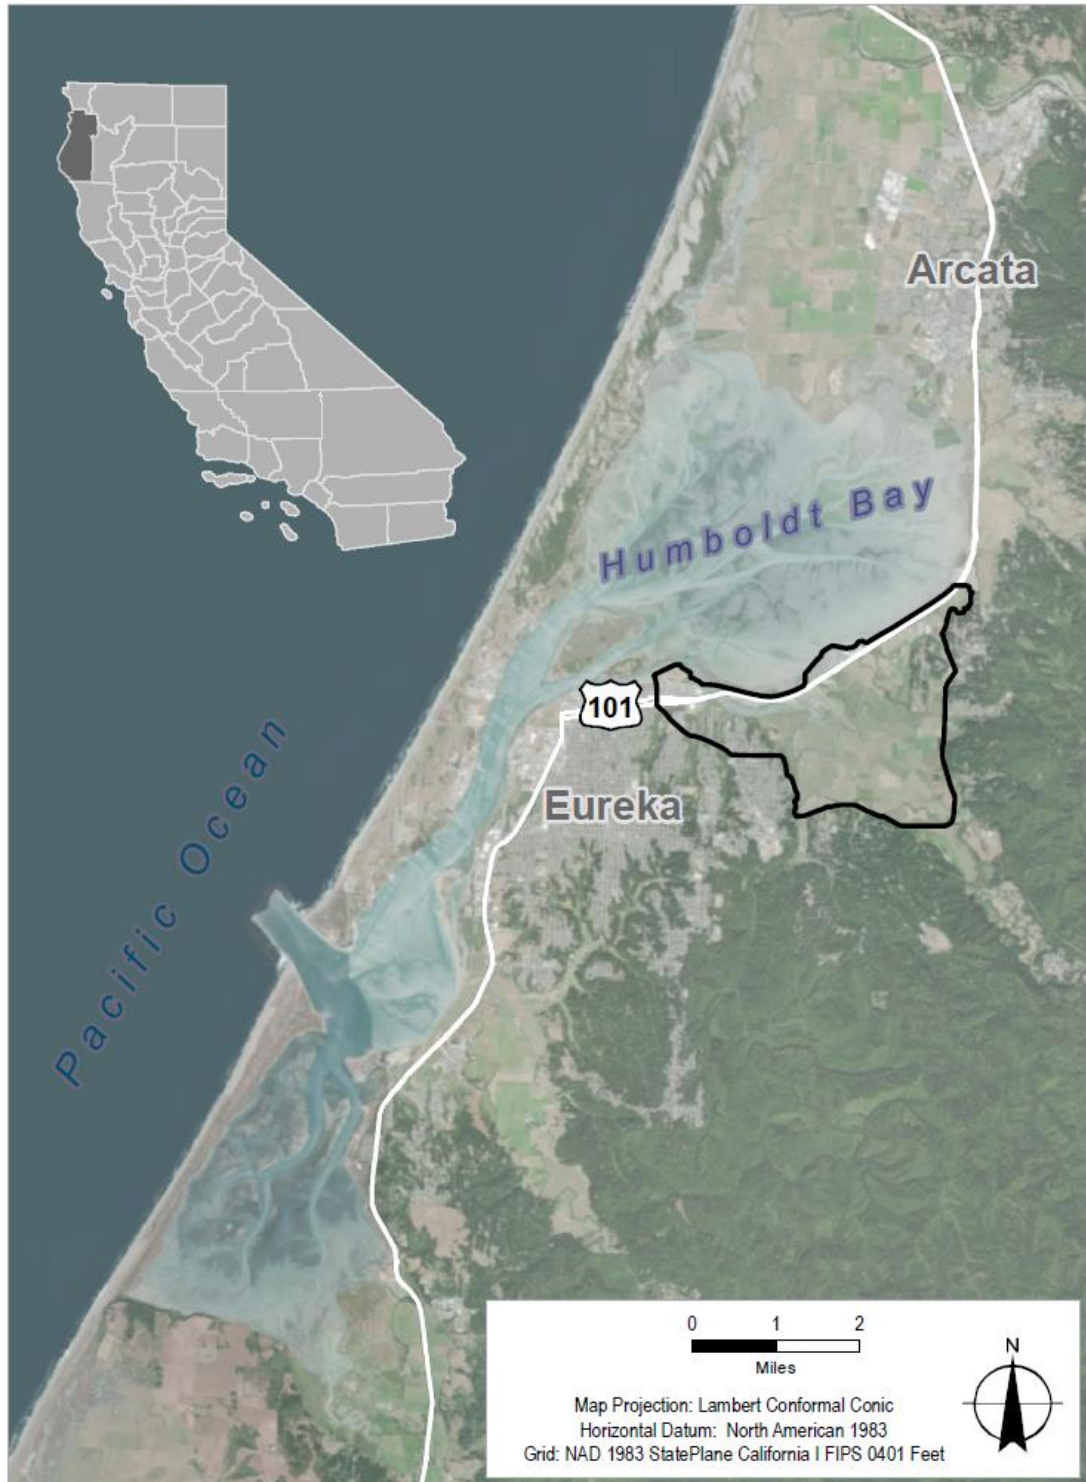 Arcata
Humboldt Bay
101
Eureka
Pacific Ocean
0 1 2
Miles
N
Map Projection: Lambert Conformal Conic
Horizontal Datum: North American 1983
Grid: NAD 1983 StatePlane California I FIPS 0401 Feet